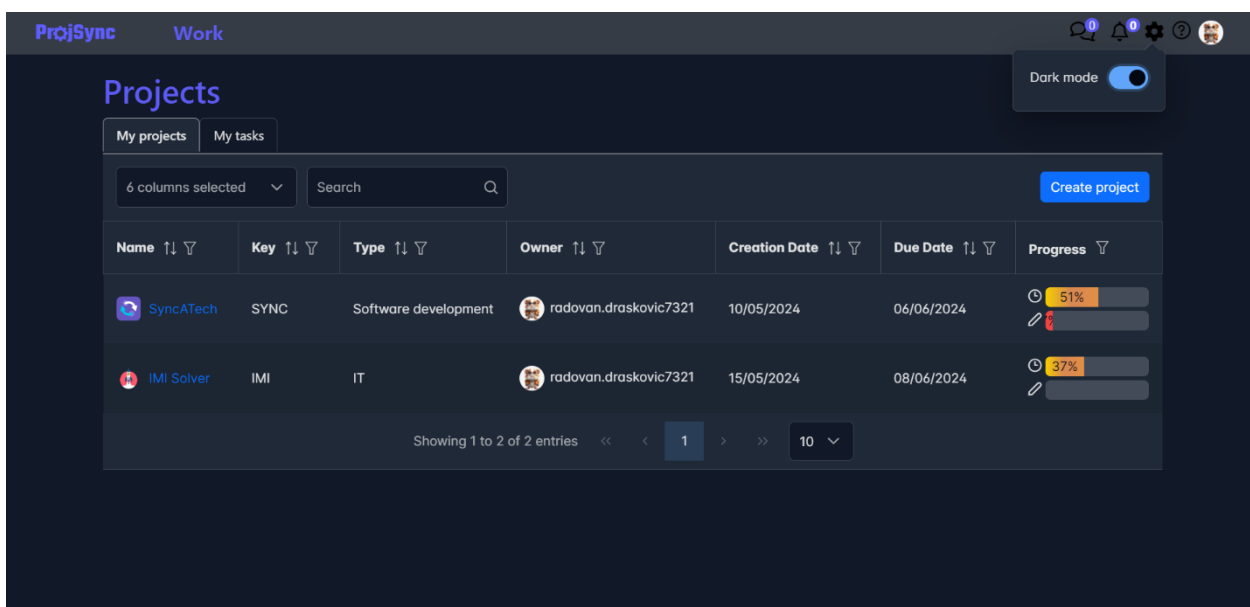 ProjSync Work 0 0
Dark mode
Projects
My projects My tasks
6 columns selected Search Create project
Name Key Type Owner Creation Date Due Date Progress
SyncATech SYNC Software development radovan.draskovic7321 10/05/2024 06/06/2024 51%
IMI Solver IMI IT radovan.draskovic7321 15/05/2024 08/06/2024 37%
Showing 1 to 2 of 2 entries << < 1 > >> 10